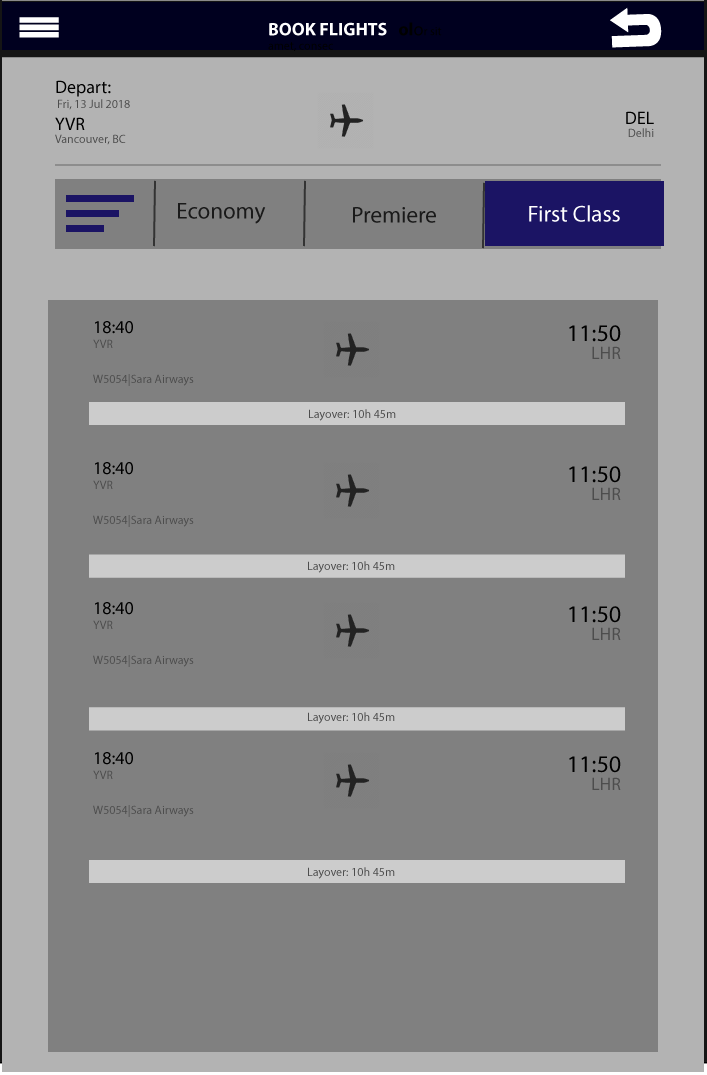 BOOK FLIGHTS
Depart:
Fri, 13 Jul 2018
YVR
Vancouver, BC
DEL
Delhi
Economy
Premiere
First Class
18:40
YVR
11:50
LHR
W5054|Sara Airways
Layover: 10h 45m
18:40
YVR
11:50
LHR
W5054|Sara Airways
Layover: 10h 45m
18:40
YVR
11:50
LHR
W5054|Sara Airways
Layover: 10h 45m
18:40
YVR
11:50
LHR
W5054|Sara Airways
Layover: 10h 45m